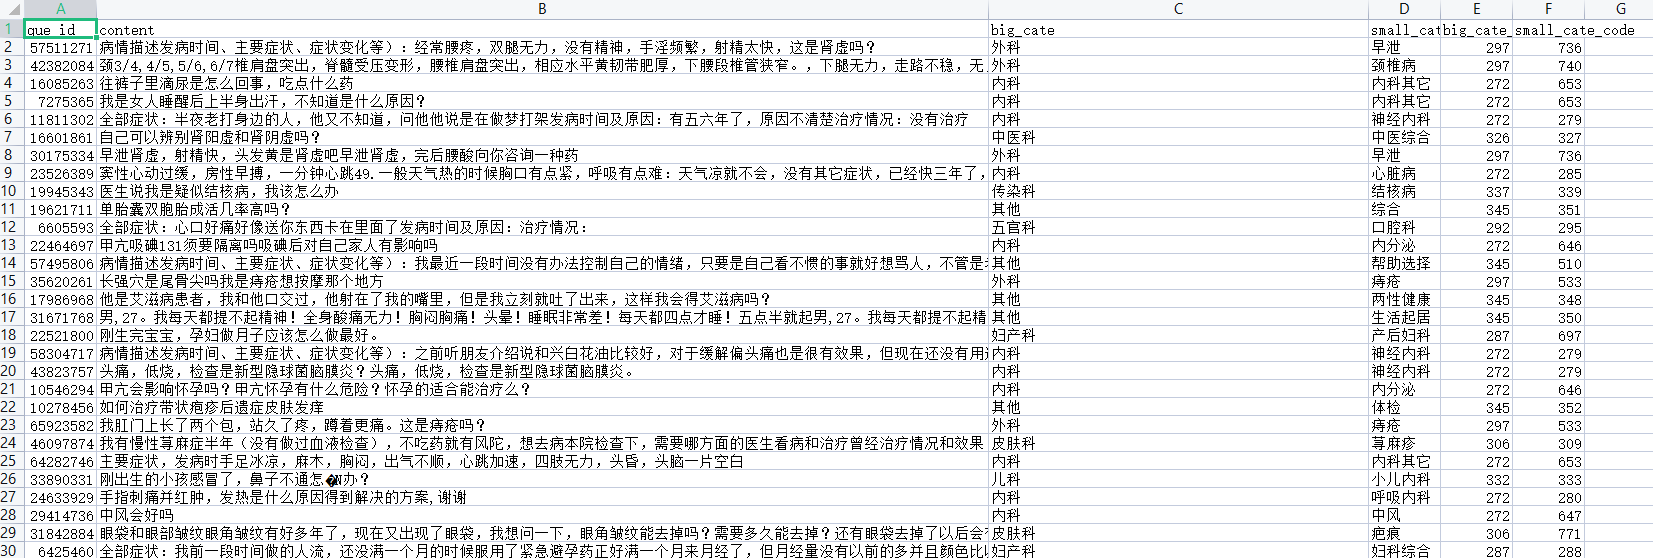 A B C D E F G
1 que_id content big_cate small_cat big_cate_ small_cate_code
2 57511271 病情描述发病时间、主要症状、症状变化等）：经常腰疼，双腿无力，没有精神，手淫频繁，射精太快，这是肾虚吗？ 外科 早泄 297 736
3 42382084 颈3/4,4/5,5/6,6/7椎肩盘突出，脊髓受压变形，腰椎肩盘突出，相应水平黄韧带肥厚，下腰段椎管狭窄。，下腿无力，走路不稳，无 外科 颈椎病 297 740
4 16085263 往裤子里滴尿是怎么回事，吃点什么药 内科 内科其它 272 653
5 7275365 我是女人睡醒后上半身出汗，不知道是什么原因？ 内科 内科其它 272 653
6 11811302 全部症状：半夜老打身边的人，他又不知道，问他他说是在做梦打架发病时间及原因：有五六年了，原因不清楚治疗情况：没有治疗 内科 神经内科 272 279
7 16601861 自己可以辨别肾阳虚和肾阴虚吗？ 中医科 中医综合 326 327
8 30175334 早泄肾虚，射精快，头发黄是肾虚吧早泄肾虚，完后腰酸向你咨询一种药 外科 早泄 297 736
9 23526389 窦性心动过缓，房性早搏，一分钟心跳49.一般天气热的时候胸口有点紧，呼吸有点难：天气凉就不会，没有其它症状，已经快三年了， 内科 心脏病 272 285
10 19945343 医生说我是疑似结核病，我该怎么办 传染科 结核病 337 339
11 19621711 单胎囊双胞胎成活几率高吗？ 其他 综合 345 351
12 6605593 全部症状：心口好痛好像送你东西卡在里面了发病时间及原因：治疗情况： 五官科 口腔科 292 295
13 22464697 甲亢吸碘131须要隔离吗吸碘后对自己家人有影响吗 内科 内分泌 272 646
14 57495806 病情描述发病时间、主要症状、症状变化等）：我最近一段时间没有办法控制自己的情绪，只要是自己看不惯的事就好想骂人，不管是 其他 帮助选择 345 510
15 35620261 长强穴是尾骨尖吗我是痔疮想按摩那个地方 外科 痔疮 297 533
16 17986968 他是艾滋病患者，我和他口交过，他射在了我的嘴里，但是我立刻就吐了出来，这样我会得艾滋病吗？ 其他 两性健康 345 348
17 31671768 男,27。我每天都提不起精神！全身酸痛无力！胸闷胸痛！头晕！睡眠非常差！每天都四点才睡！五点半就起男,27。我每天都提不起精 其他 生活起居 345 350
18 22521800 刚生完宝宝，孕妇做月子应该怎么做最好。 妇产科 产后妇科 287 697
19 58304717 病情描述发病时间、主要症状、症状变化等）：之前听朋友介绍说和兴白花油比较好，对于缓解偏头痛也是很有效果，但现在还没有用 内科 神经内科 272 279
20 43823757 头痛，低烧，检查是新型隐球菌脑膜炎？头痛，低烧，检查是新型隐球菌脑膜炎。 内科 神经内科 272 279
21 10546294 甲亢会影响怀孕吗？甲亢怀孕有什么危险？怀孕的适合能治疗么？ 内科 内分泌 272 646
22 10278456 如何治疗带状疱疹后遗症皮肤发痒 其他 体检 345 352
23 65923582 我肛门上长了两个包，站久了疼，蹲着更痛。这是痔疮吗？ 外科 痔疮 297 533
24 46097874 我有慢性荨麻症半年（没有做过血液检查），不吃药就有风陀，想去病本院检查下，需要哪方面的医生看病和治疗曾经治疗情况和效果 皮肤科 荨麻疹 306 309
25 64282746 主要症状，发病时手足冰凉，麻木，胸闷，出气不顺，心跳加速，四肢无力，头昏，头脑一片空白 内科 内科其它 272 653
26 33890331 刚出生的小孩感冒了，鼻子不通怎�N办？ 儿科 小儿内科 332 333
27 24633929 手指刺痛并红肿，发热是什么原因得到解决的方案,谢谢 内科 呼吸内科 272 280
28 29414736 中风会好吗 内科 中风 272 647
29 31842884 眼袋和眼部皱纹眼角皱纹有好多年了，现在又出现了眼袋，我想问一下，眼角皱纹能去掉吗？需要多久能去掉？还有眼袋去掉了以后会 皮肤科 疤痕 306 771
30 6425460 全部症状：我前一段时间做的人流，还没满一个月的时候服用了紧急避孕药正好满一个月来月经了，但月经量没有以前的多并且颜色比 妇产科 妇科综合 287 288